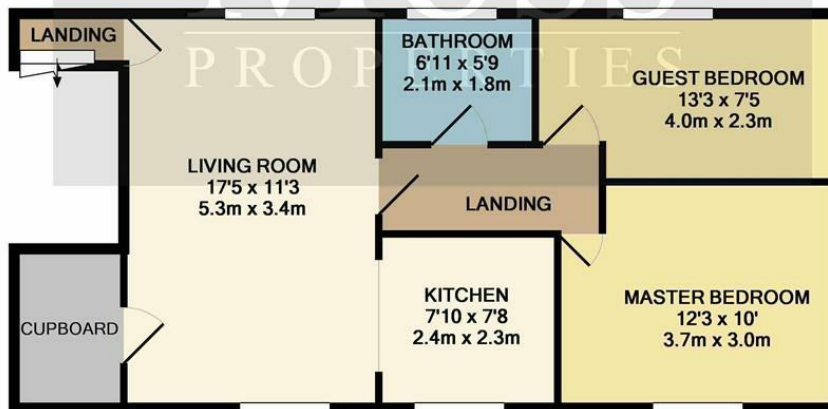 MOSS
PROPERTIES
LANDING
LIVING ROOM
17'5 x 11'3
5.3m x 3.4m
BATHROOM
6'11 x 5'9
2.1m x 1.8m
GUEST BEDROOM
13'3 x 7'5
4.0m x 2.3m
LANDING
CUPBOARD
KITCHEN
7'10 x 7'8
2.4m x 2.3m
MASTER BEDROOM
12'3 x 10'
3.7m x 3.0m